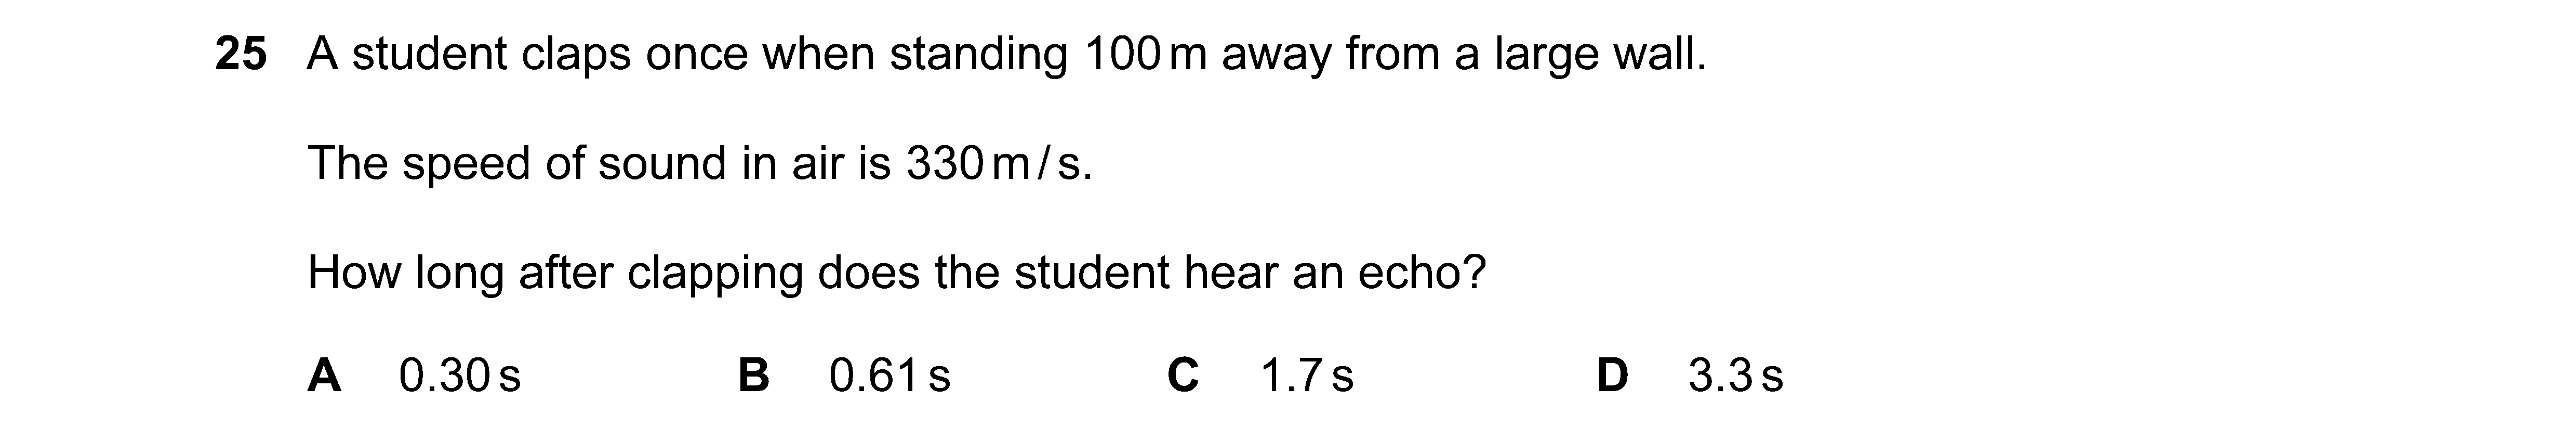 25 A student claps once when standing 100 m away from a large wall.
The speed of sound in air is 330 m / s.
How long after clapping does the student hear an echo?
A 0.30 s B 0.61 s C 1.7 s D 3.3 s